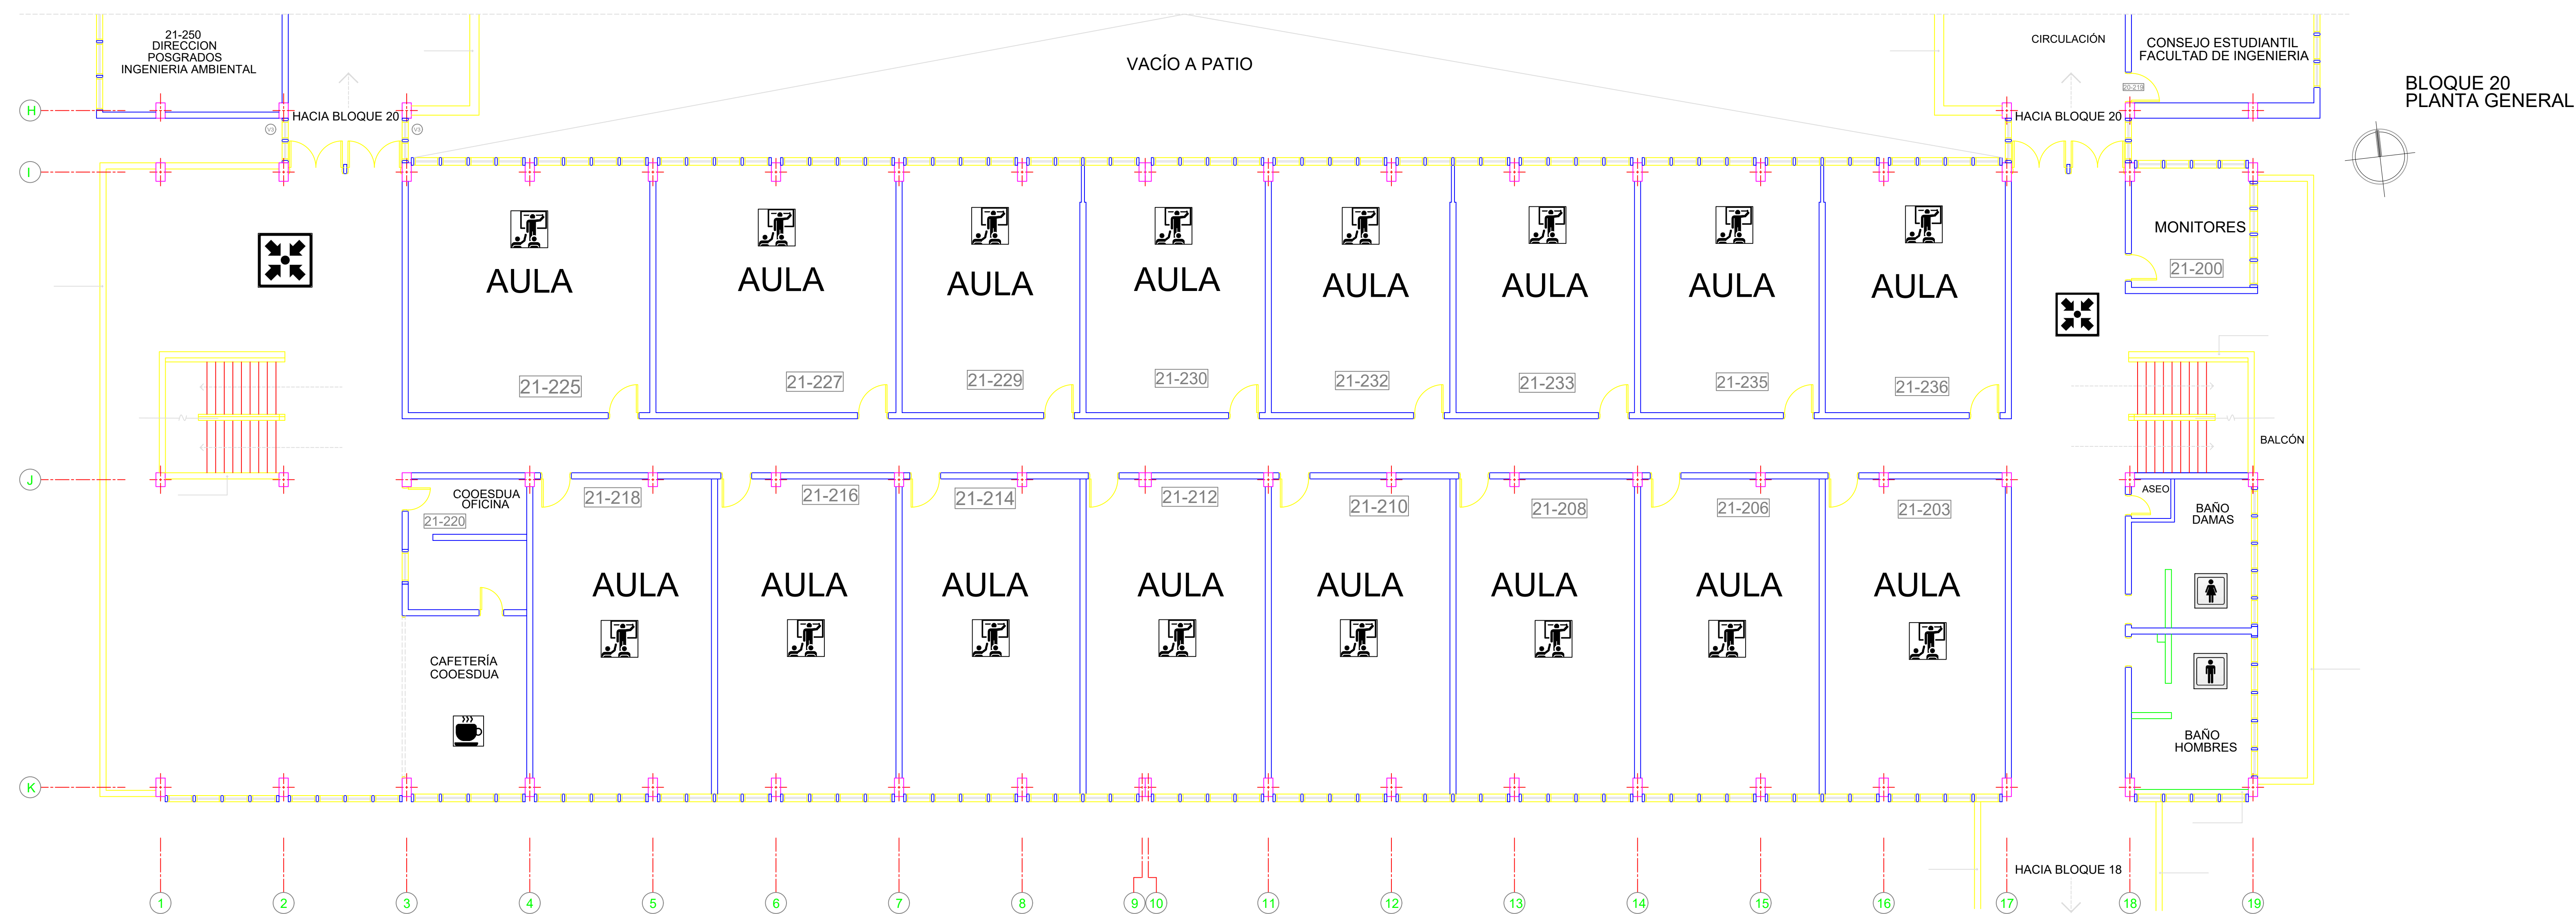 21-250
DIRECCION
POSGRADOS
INGENIERIA AMBIENTAL
VACÍO A PATIO
CIRCULACIÓN
CONSEJO ESTUDIANTIL
FACULTAD DE INGENIERIA
20-219
BLOQUE 20
PLANTA GENERAL
H
HACIA BLOQUE 20
V3
V3
HACIA BLOQUE 20
I
MONITORES
21-200
AULA
AULA
AULA
AULA
AULA
AULA
AULA
AULA
21-225
21-227
21-229
21-230
21-232
21-233
21-235
21-236
BALCÓN
J
COOESDUA
OFICINA
21-220
21-218
21-216
21-214
21-212
21-210
21-208
21-206
21-203
ASEO
BAÑO
DAMAS
AULA
AULA
AULA
AULA
AULA
AULA
AULA
AULA
CAFETERÍA
COOESDUA
BAÑO
HOMBRES
K
HACIA BLOQUE 18
1
2
3
4
5
6
7
8
9
10
11
12
13
14
15
16
17
18
19